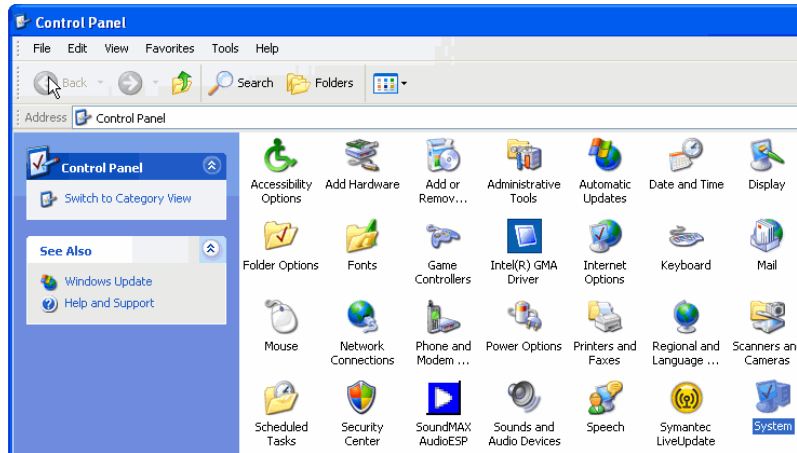 Control Panel
File Edit View Favorites Tools Help
Back Search Folders
Address Control Panel
Control Panel
Switch to Category View
See Also
Windows Update
Help and Support
Accessibility Options
Add Hardware
Add or Remov...
Administrative Tools
Automatic Updates
Date and Time
Display
Folder Options
Fonts
Game Controllers
Intel(R) GMA Driver
Internet Options
Keyboard
Mail
Mouse
Network Connections
Phone and Modem ...
Power Options
Printers and Faxes
Regional and Language ...
Scanners an
Cameras
Scheduled Tasks
Security Center
SoundMAX AudioESP
Sounds and Audio Devices
Speech
Symantec LiveUpdate
System